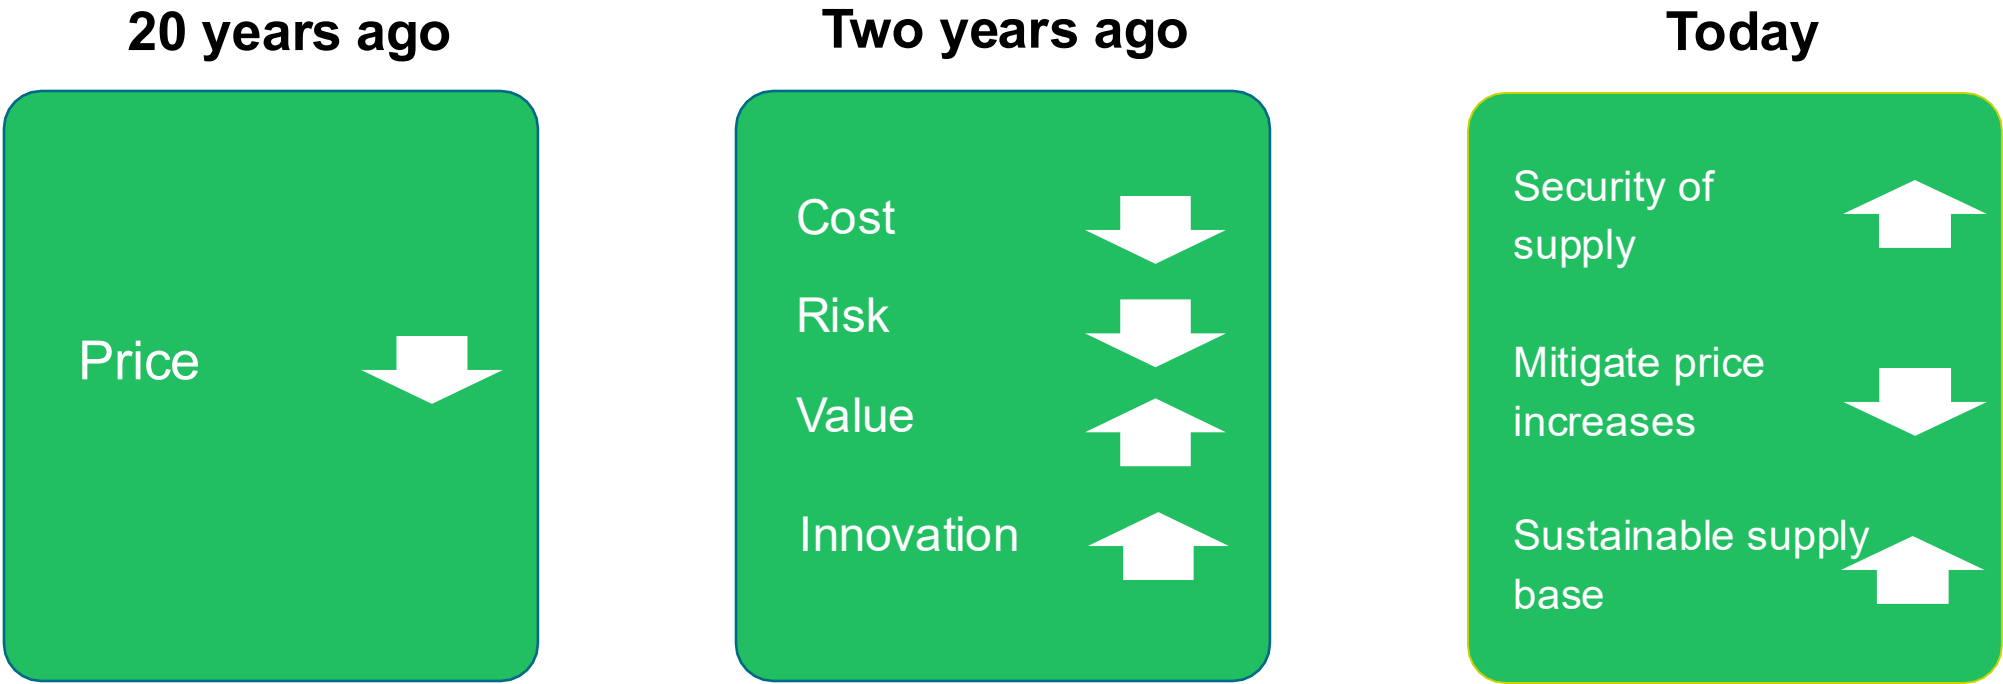 20 years ago
Two years ago
Today
Price
Cost
Risk
Value
Innovation
Security of
supply
Mitigate price
increases
Sustainable supply
base